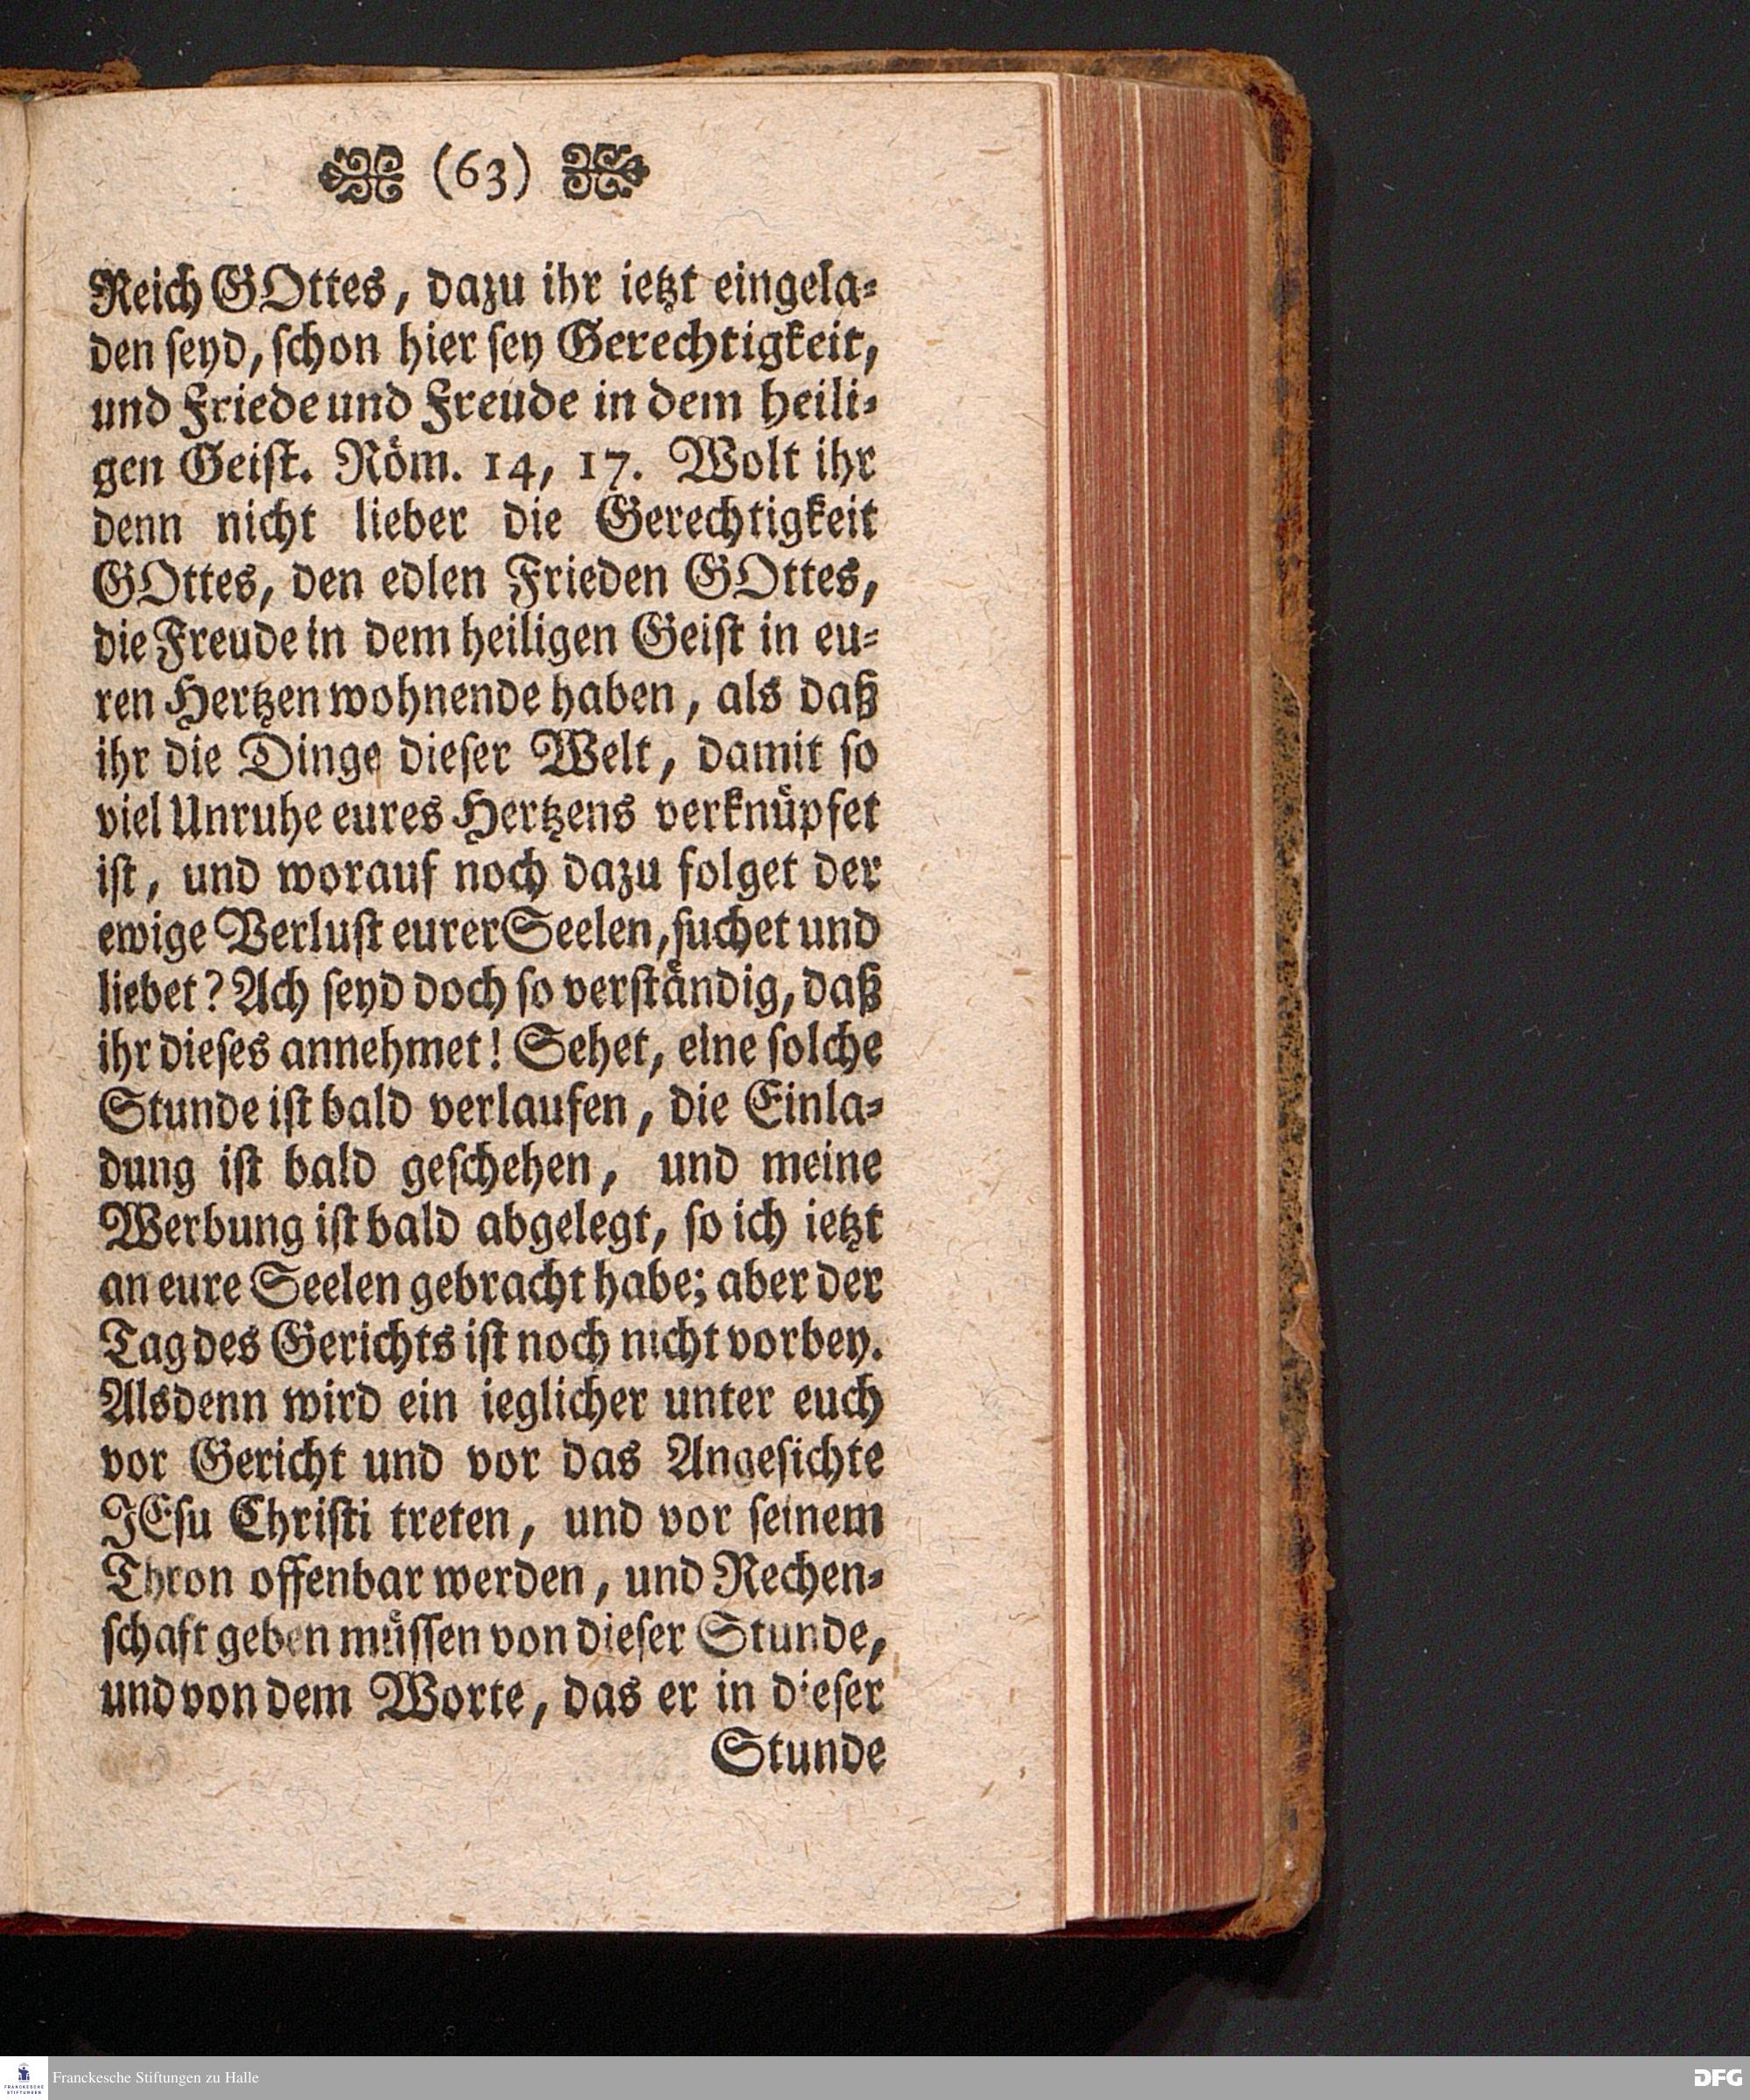 (63)
Reich GOttes, dazu ihr ietzt eingela⸗
den ſeyd, ſchon hier ſey Gerechtigkeit,
und Friede und Freude in dem heili⸗
gen Geiſt. Röm. 14, 17. Wolt ihr
denn nicht lieber die Gerechtigkeit
GOttes, den edlen Frieden GOttes,
die Freude in dem heiligen Geiſt in eu⸗
ren Hertzen wohnende haben, als daß
ihr die Dinge dieſer Welt, damit ſo
viel Unruhe eures Hertzens verknüpfet
iſt, und worauf noch dazu folget der
ewige Verluſt eurer Seelen, ſuchet und
liebet? Ach ſeyd doch ſo verſtändig, daß
ihr dieſes annehmet! Sehet, eine ſolche
Stunde iſt bald verlaufen, die Einla⸗
dung iſt bald geſchehen, und meine
Werbung iſt bald abgelegt, ſo ich ietzt
an eure Seelen gebracht habe; aber der
Tag des Gerichts iſt noch nicht vorbey.
Alsdenn wird ein ieglicher unter euch
vor Gericht und vor das Angeſichte
JEſu Chriſti treten, und vor ſeinem
Thron offenbar werden, und Rechen⸗
ſchaft geben müſſen von dieſer Stunde,
und von dem Worte, das er in dieſer
Stunde
FRANCKESCHE
STIFTUNGEN
Franckesche Stiftungen zu Halle
DFG